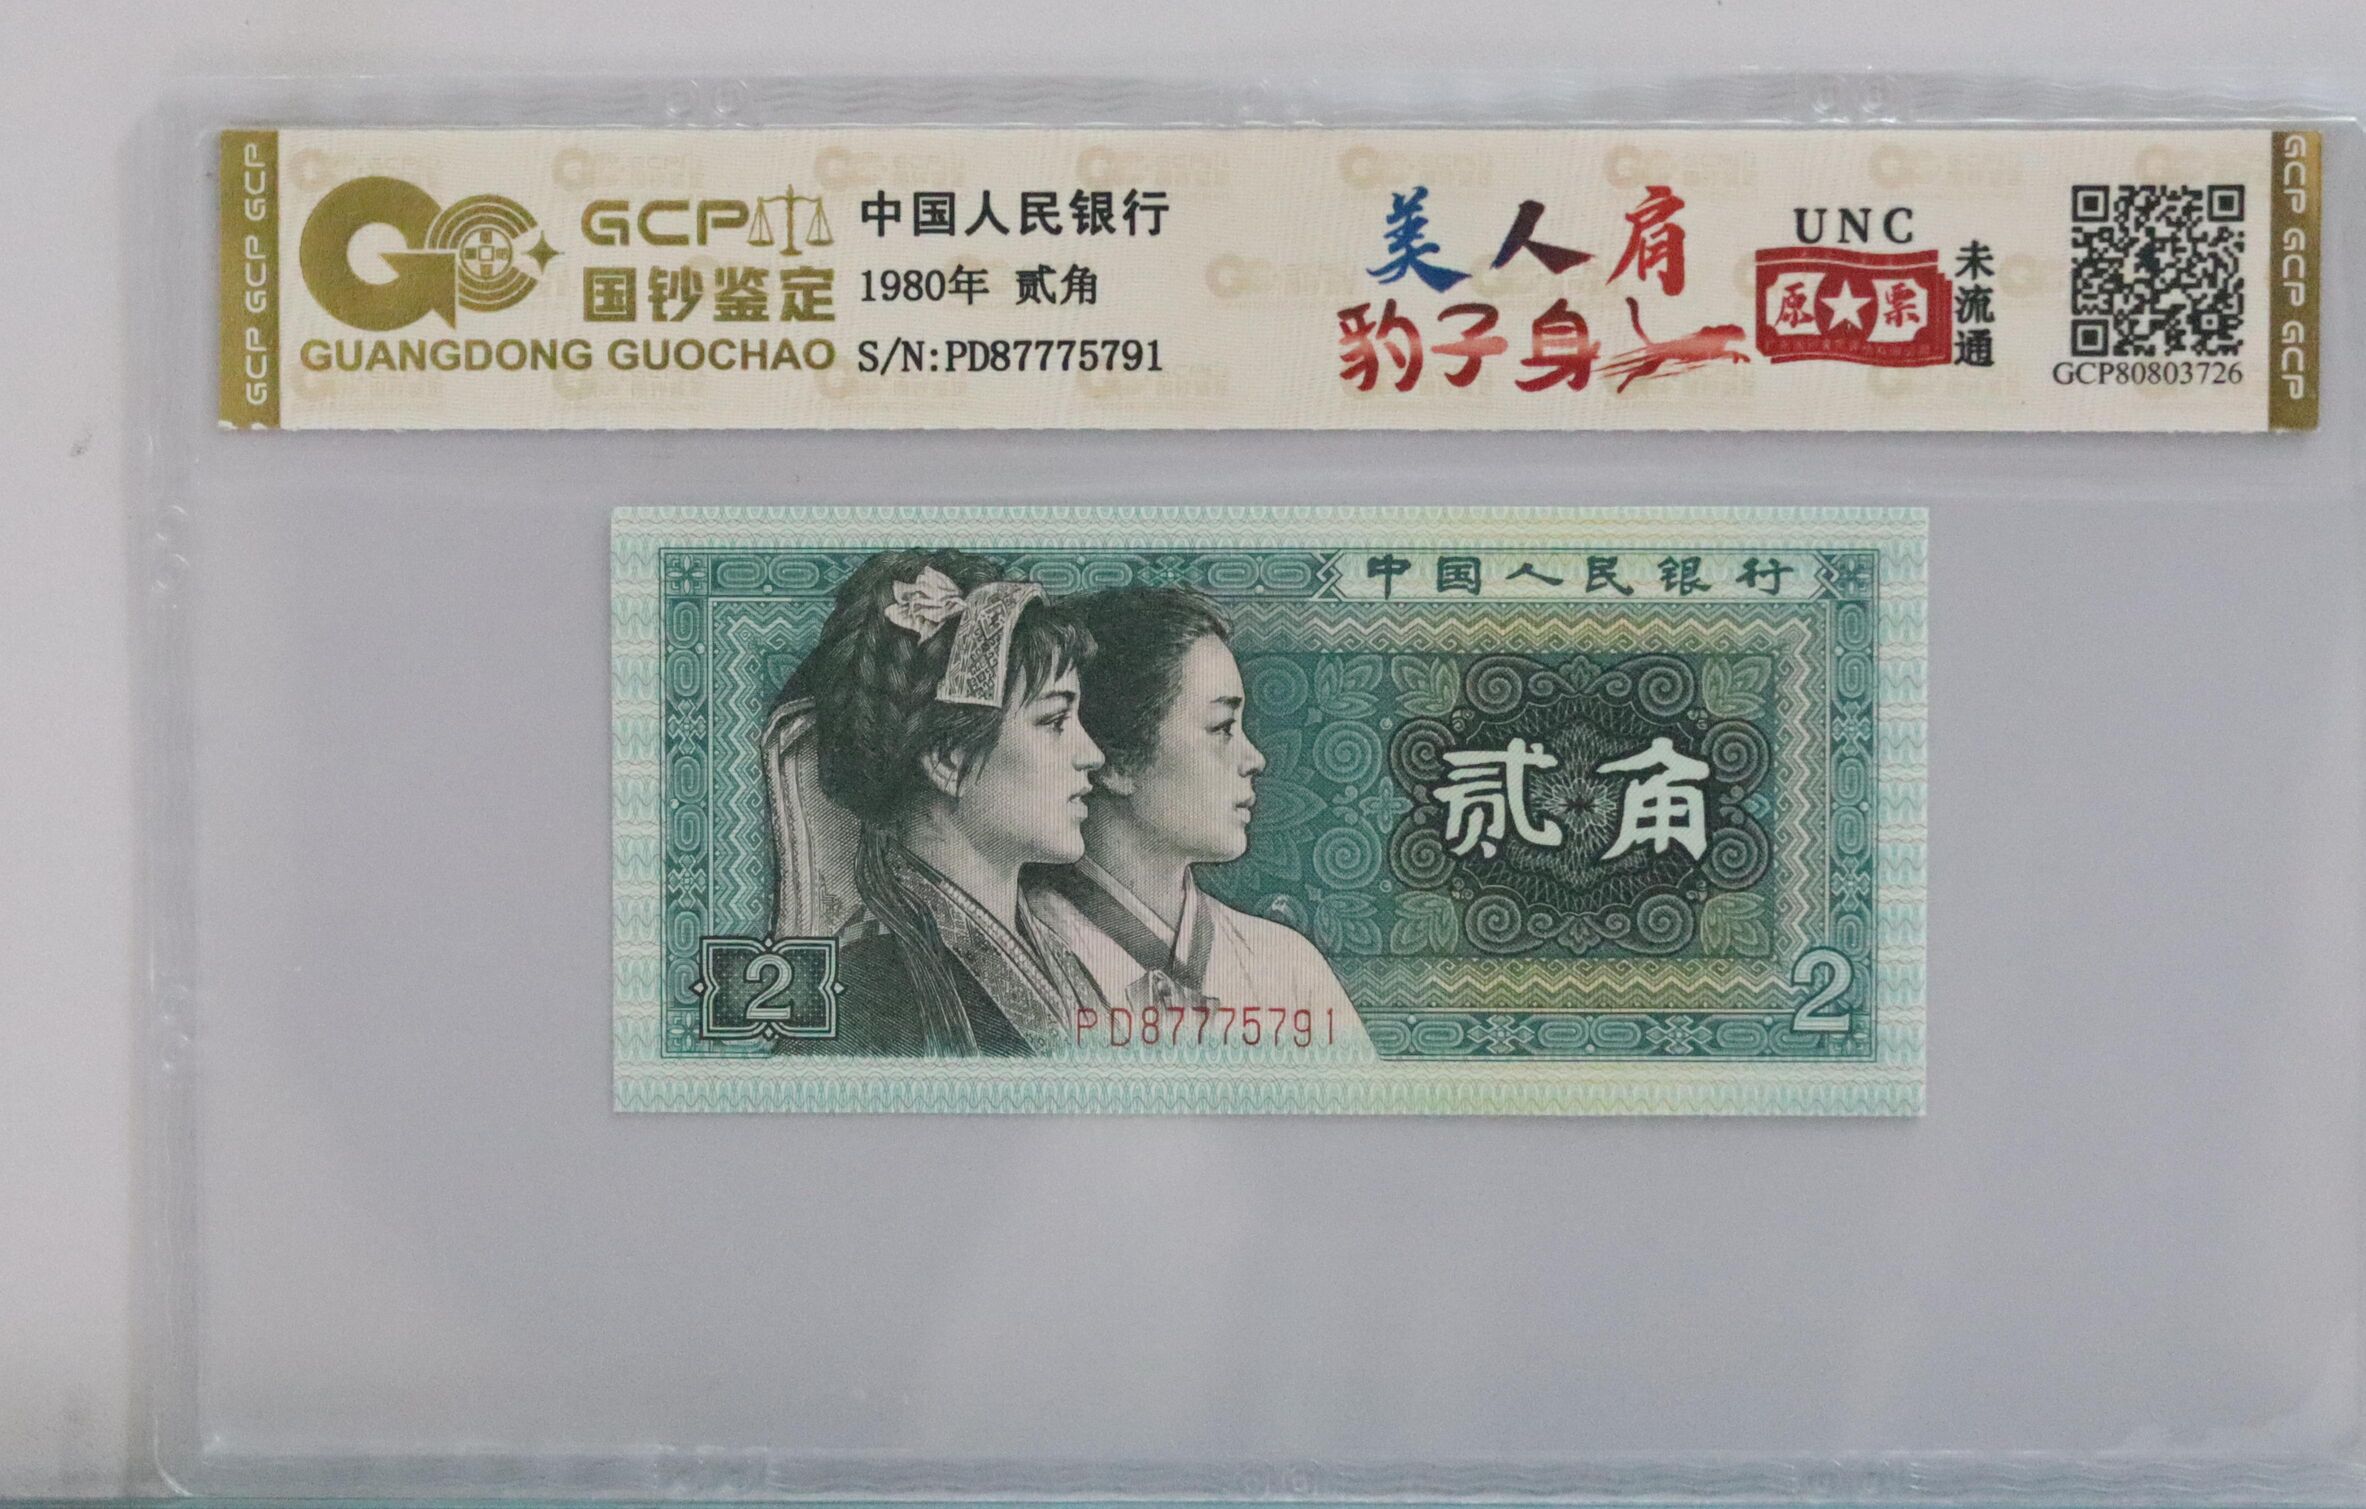 GCP GCP GCP
GCP
国钞鉴定
GUANGDONG GUOCHAO
中国人民银行
1980年 贰角
S/N:PD87775791
美人肩
豹子身
UNC
原★票
未流通
GCP80803726
GCP GCP GCP
中国人民银行
贰角
2
PD87775791
2